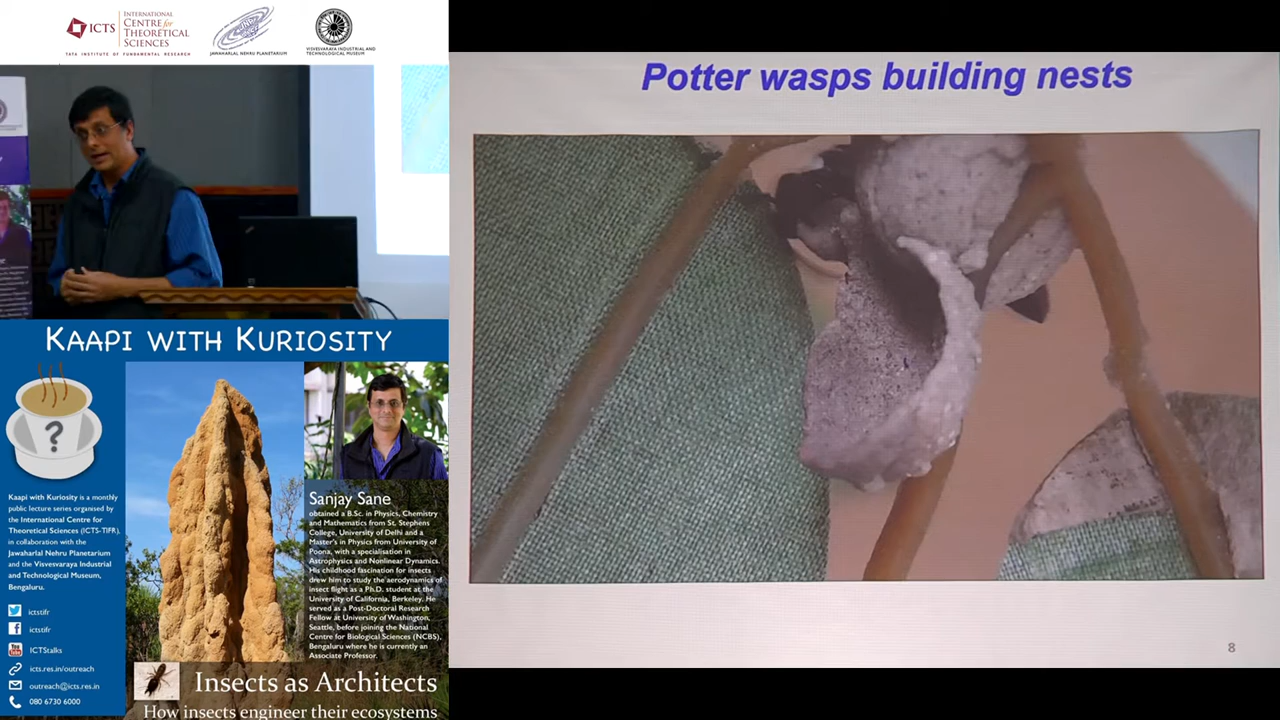 ICTS
INTERNATIONAL
CENTRE for
THEORETICAL
SCIENCES
TATA INSTITUTE OF FUNDAMENTAL RESEARCH
JAWAHARLAL NEHRU PLANETARIUM
VISVESVARAYA INDUSTRIAL AND
TECHNOLOGICAL MUSEUM
Potter wasps building nests
8
KAAPI WITH KURIOSITY
?
Kaapi with Kuriosity is a monthly
public lecture series organised by
the International Centre for
Theoretical Sciences (ICTS-TIFR),
in collaboration with the
Jawaharlal Nehru Planetarium
and the Visvesvaraya Industrial
and Technological Museum,
Bengaluru.
ictstifr
ictstifr
ICTStalks
icts.res.in/outreach
outreach@icts.res.in
080 6730 6000
Sanjay Sane
obtained a B.Sc. in Physics, Chemistry
and Mathematics from St. Stephens
College, University of Delhi and a
Master's in Physics from University of
Poona, with a specialisation in
Astrophysics and Nonlinear Dynamics.
His childhood fascination for insects
drew him to study the aerodynamics of
insect flight as a Ph.D. student at the
University of California, Berkeley. He
served as a Post-Doctoral Research
Fellow at University of Washington,
Seattle, before joining the National
Centre for Biological Sciences (NCBS),
Bengaluru where he is currently an
Associate Professor.
Insects as Architects
How insects engineer their ecosystems